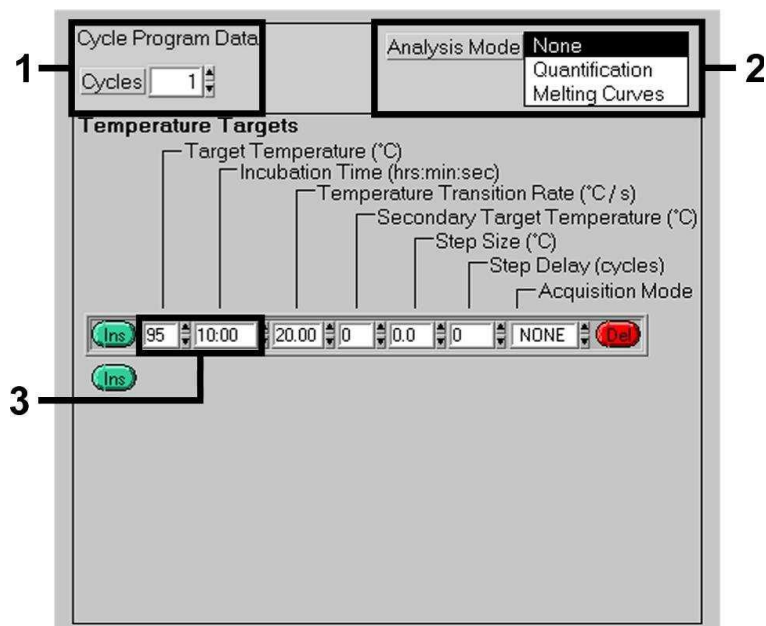 Cycle Program Data
1
Cycles 1
Analysis Mode None
Quantification
Melting Curves
2
Temperature Targets
Target Temperature (°C)
Incubation Time (hrs:min:sec)
Temperature Transition Rate (°C / s)
Secondary Target Temperature (°C)
Step Size (°C)
Step Delay (cycles)
Acquisition Mode
Ins 95 10:00 20.00 0 0.0 0 NONE Del
Ins
3